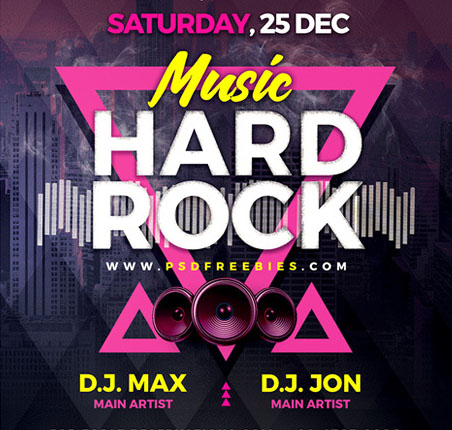 SATURDAY, 25 DEC
Music
HARD
ROCK
WWW.PSDFREEBIES.COM
D.J. MAX D.J. JON
MAIN ARTIST MAIN ARTIST